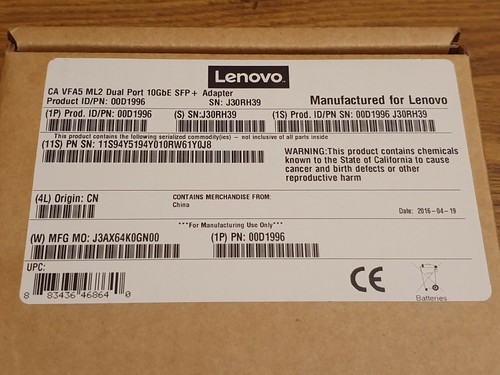 Lenovo.
CA VFA5 ML2 Dual Port 10GbE SFP+ Adapter
Product ID/PN: 00D1996 SN: J30RH39 Manufactured for Lenovo
(1P) Prod. ID/PN: 00D1996 (S) SN:J30RH39 (1S) Prod. ID/PN SN: 00D1996 J30RH39
This product contains the following serialized commodity(ies) - not inclusive of all parts inside
(11S) PN SN: 11S94Y5194Y010RW61Y0J8
WARNING:This product contains chemicals
known to the State of California to cause
cancer and birth defects or other
reproductive harm
(4L) Origin: CN
CONTAINS MERCHANDISE FROM:
China
Date: 2016-04-19
***For Manufacturing Use Only***
(W) MFG MO: J3AX64K0GN00 (1P) PN: 00D1996
UPC:
8 83436 46864 0
CE
Batteries